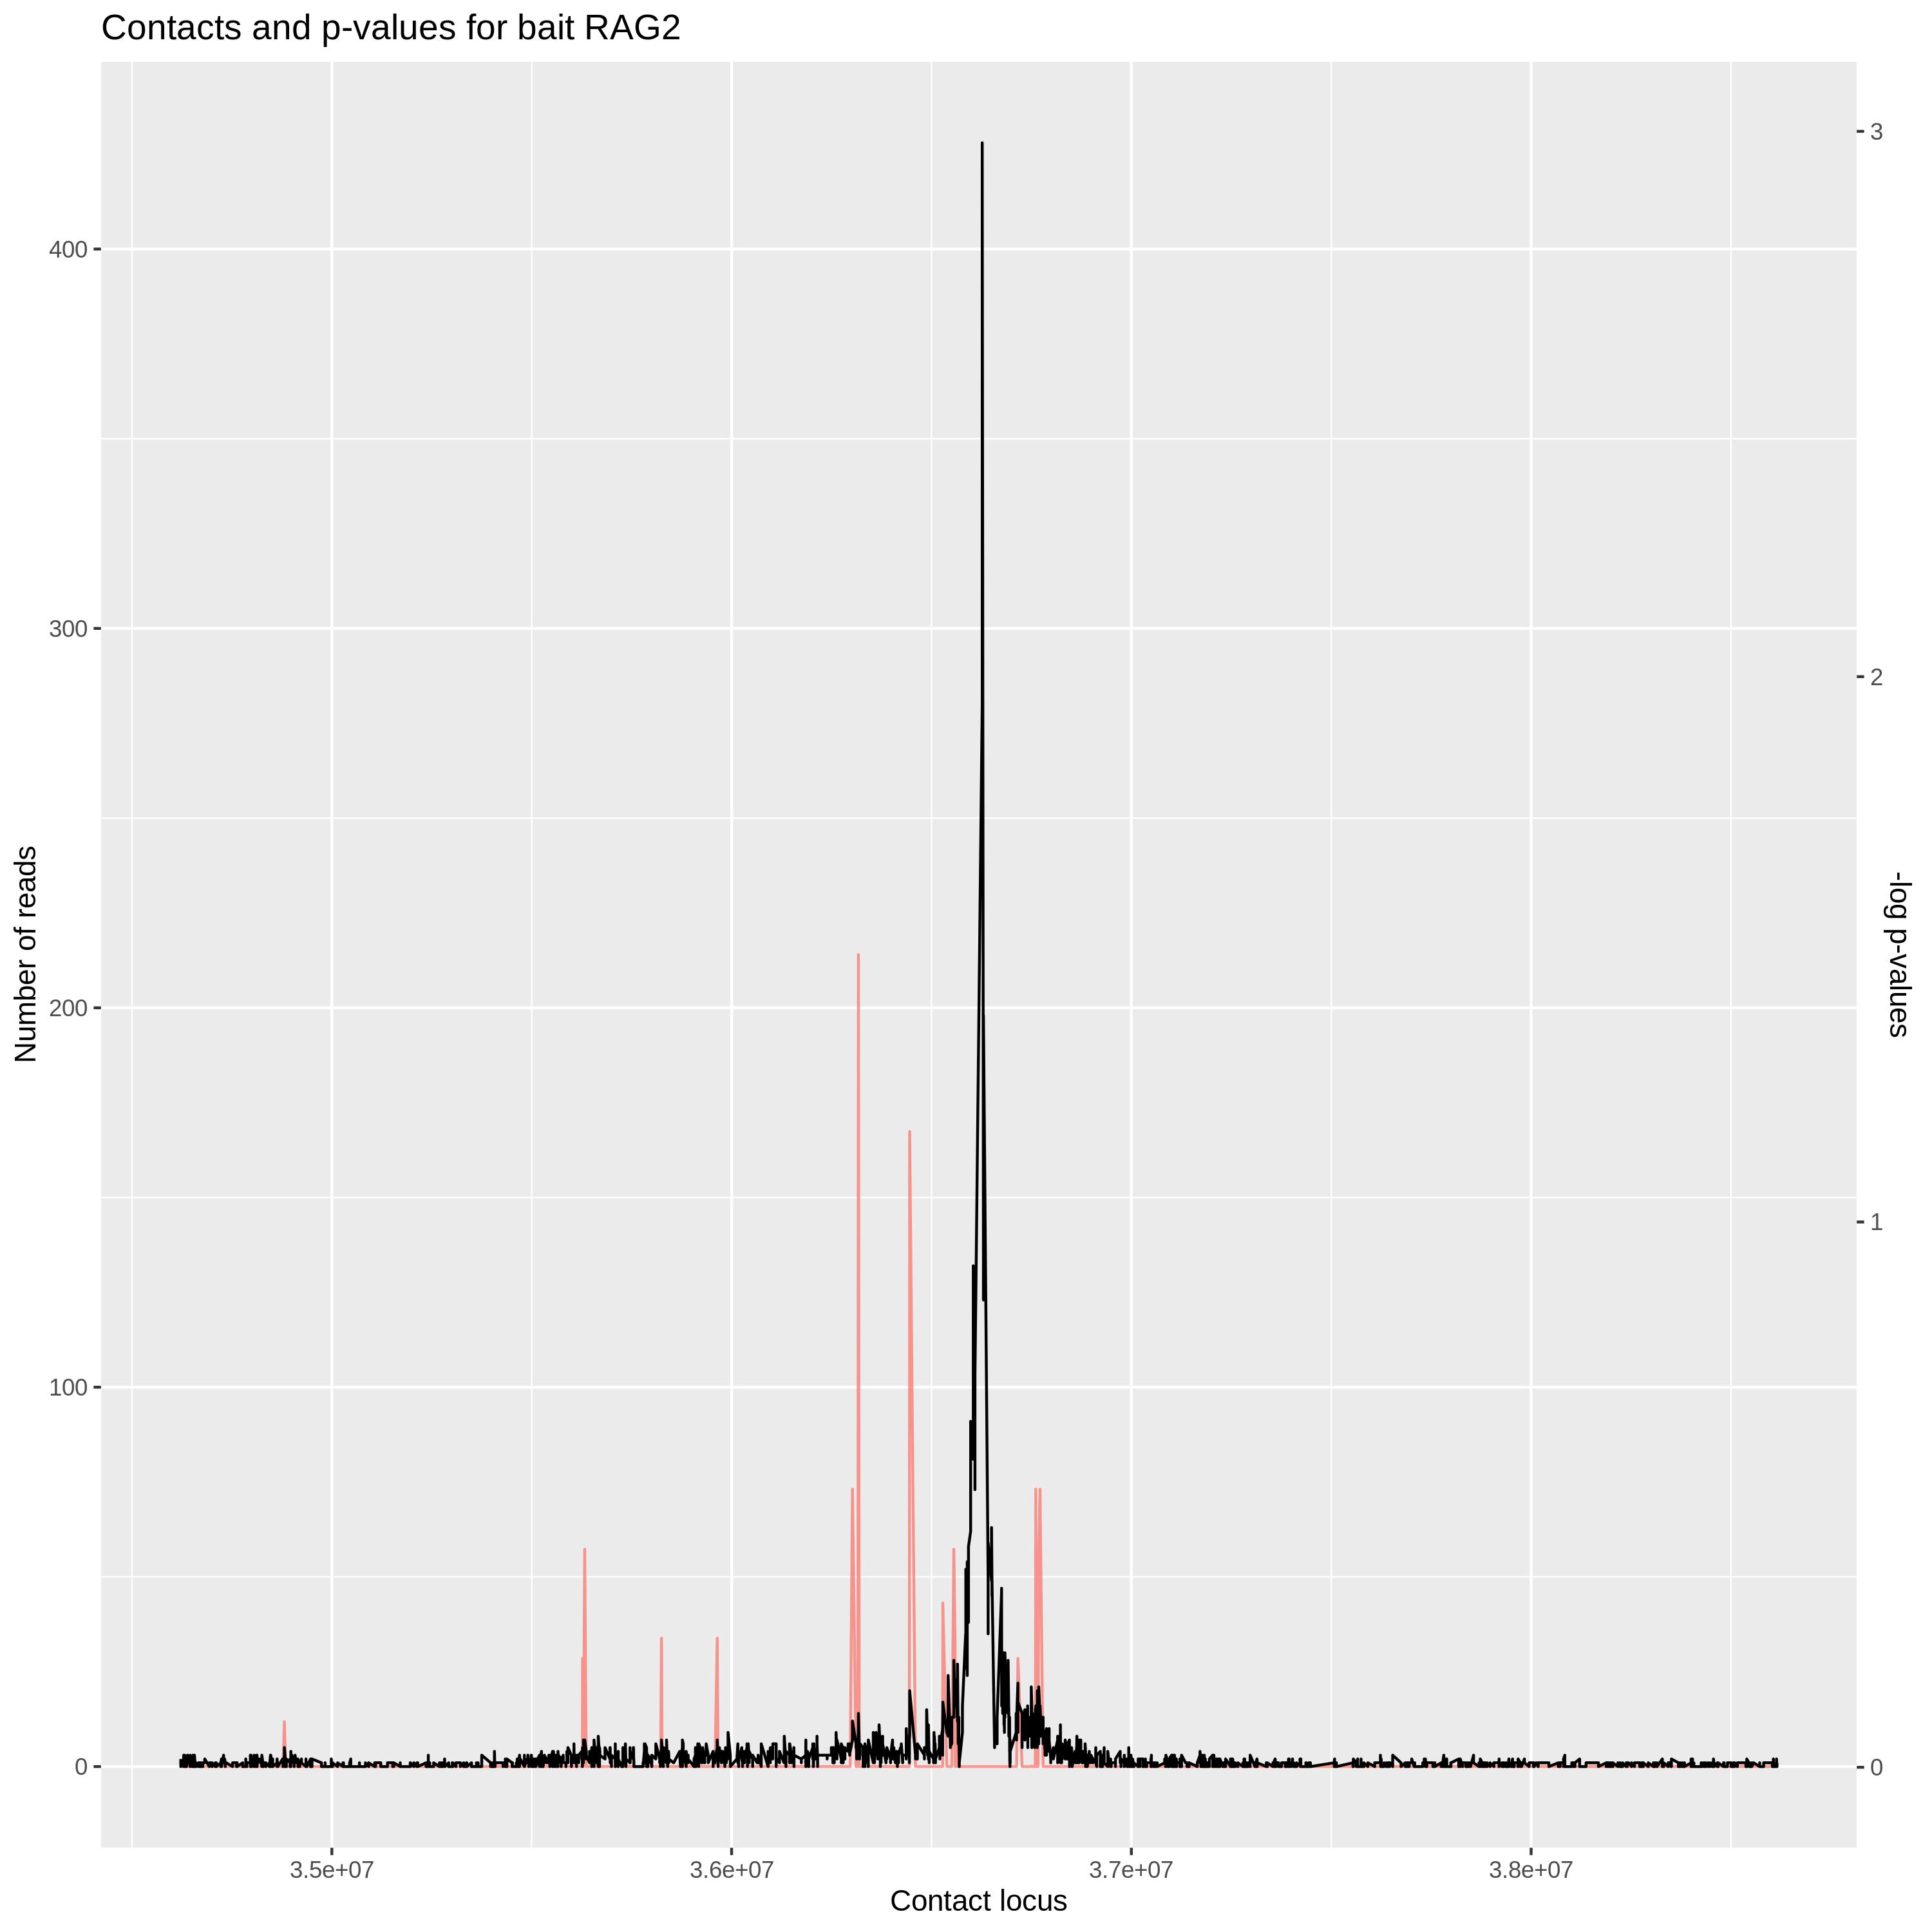 Contacts and p-values for bait RAG2
Number of reads
400
300
200
100
0
3
2
1
0
-log p-values
3.5e+07
3.6e+07
3.7e+07
3.8e+07
Contact locus